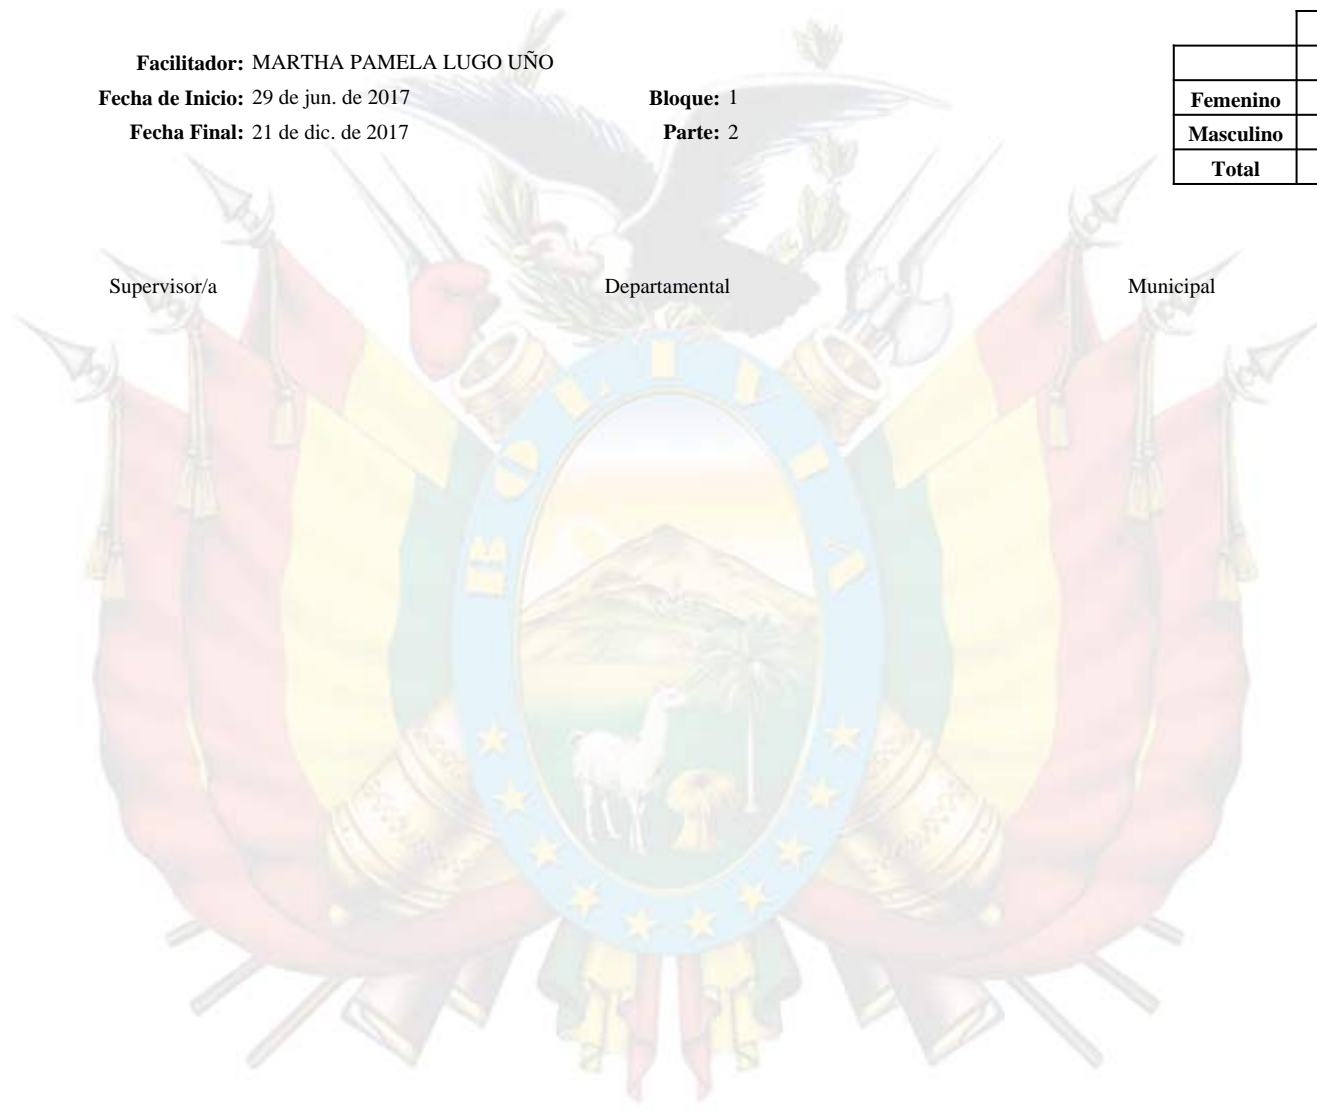 Facilitador: MARTHA PAMELA LUGO UÑO
Fecha de Inicio: 29 de jun. de 2017 Bloque: 1
Fecha Final: 21 de dic. de 2017 Parte: 2
Femenino
Masculino
Total
Supervisor/a Departamental Municipal
BOLIVIA